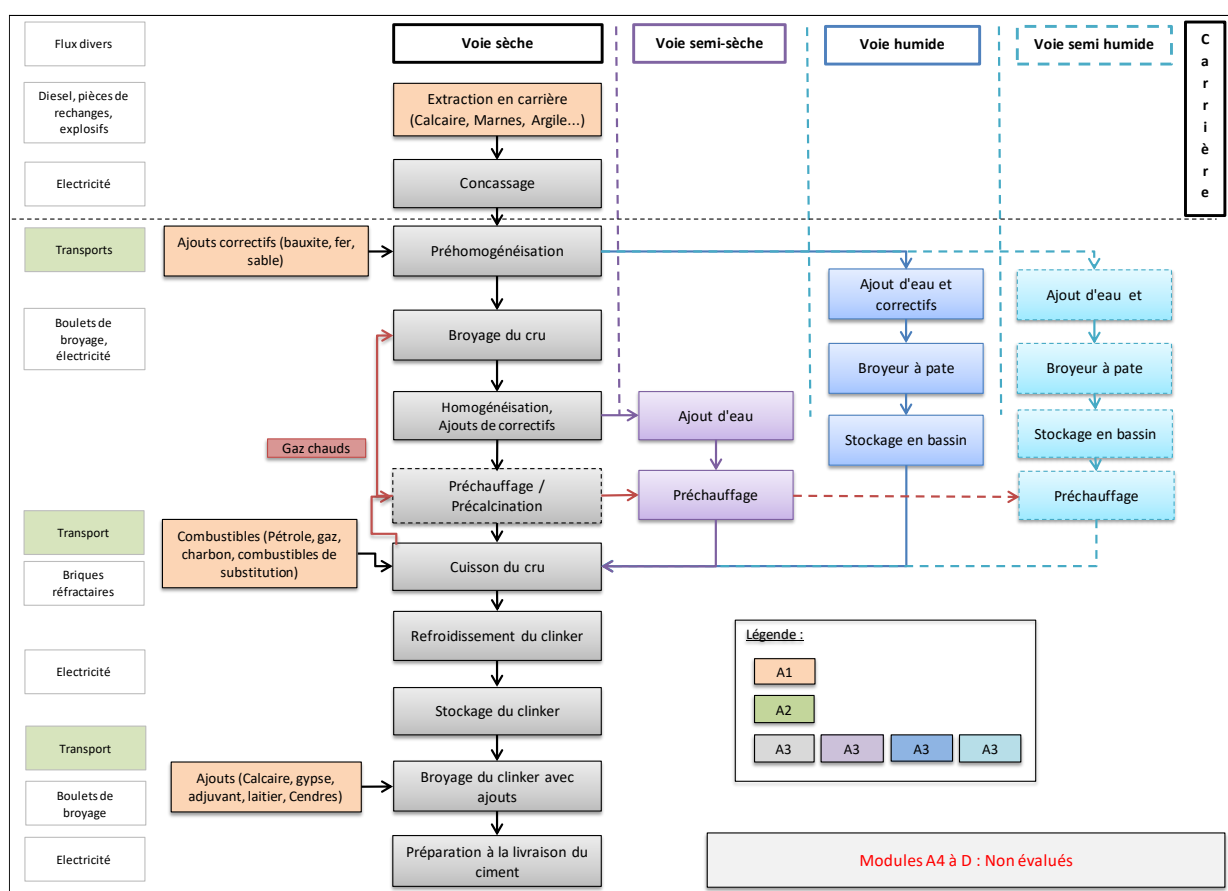 Flux divers
Voie sèche
Voie semi-sèche
Voie humide
Voie semi humide
Carrière
Diesel, pièces de
rechanges,
explosifs
Extraction en carrière
(Calcaire, Marnes, Argile...)
Electricité
Concassage
Transports
Ajouts correctifs (bauxite, fer,
sable)
Préhomogénéisation
Ajout d'eau et
correctifs
Ajout d'eau et
Boulets de
broyage,
électricité
Broyage du cru
Broyeur à pate
Broyeur à pate
Homogénéisation,
Ajouts de correctifs
Ajout d'eau
Stockage en bassin
Stockage en bassin
Gaz chauds
Préchauffage /
Précalcination
Préchauffage
Préchauffage
Transport
Combustibles (Pétrole, gaz,
charbon, combustibles de
substitution)
Cuisson du cru
Briques
réfractaires
Refroidissement du clinker
Légende :
Electricité
A1
Stockage du clinker
A2
Transport
A3
A3
A3
A3
Ajouts (Calcaire, gypse,
adjuvant, laitier, Cendres)
Broyage du clinker avec
ajouts
Boulets de
broyage
Electricité
Préparation à la livraison du
ciment
Modules A4 à D : Non évalués